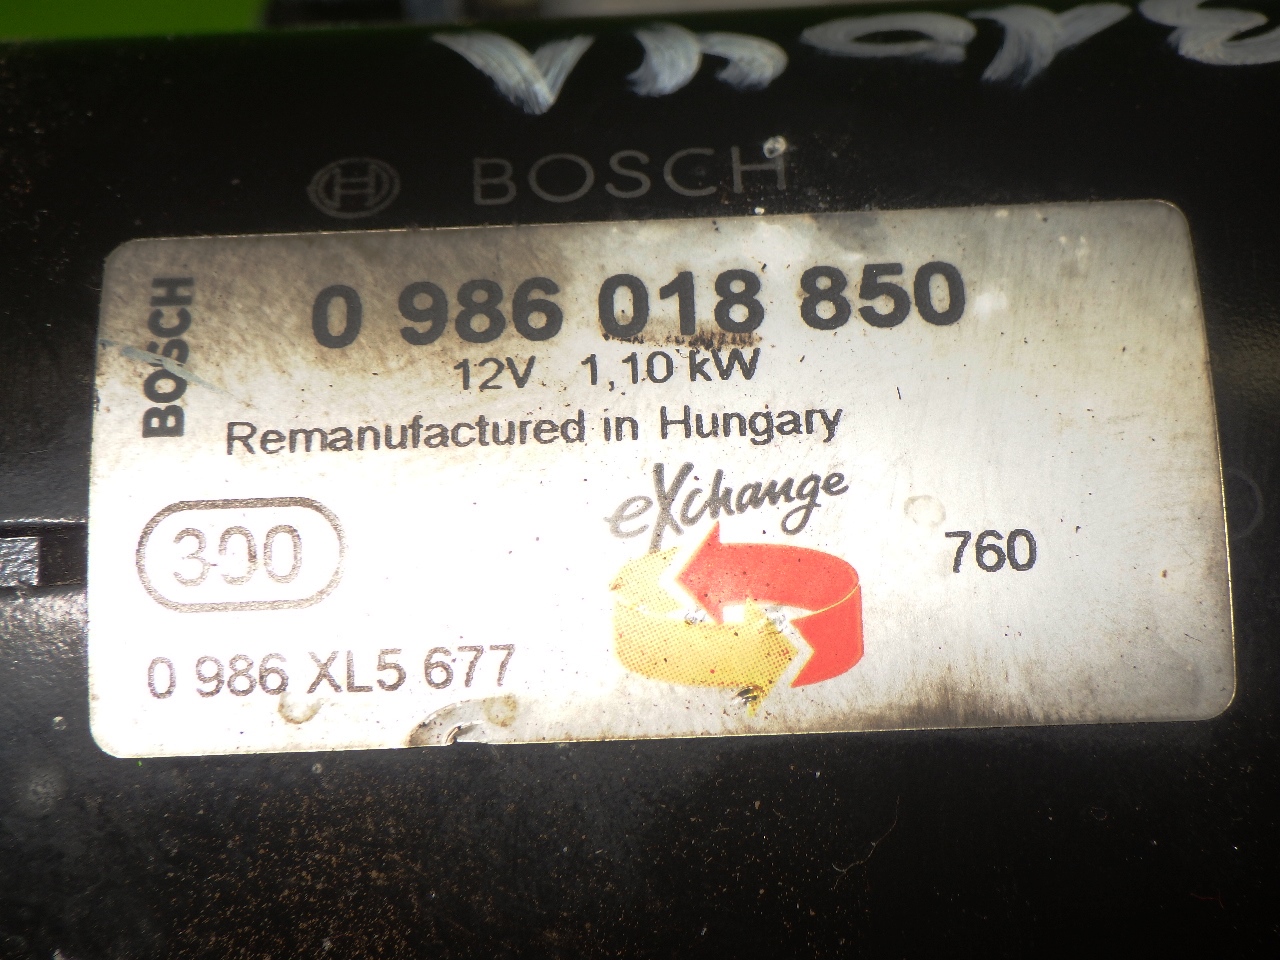 BOSCH
BOSCH
0 986 018 850
12V 1,10 kW
Remanufactured in Hungary
eXchange
300
760
0 986 XL5 677